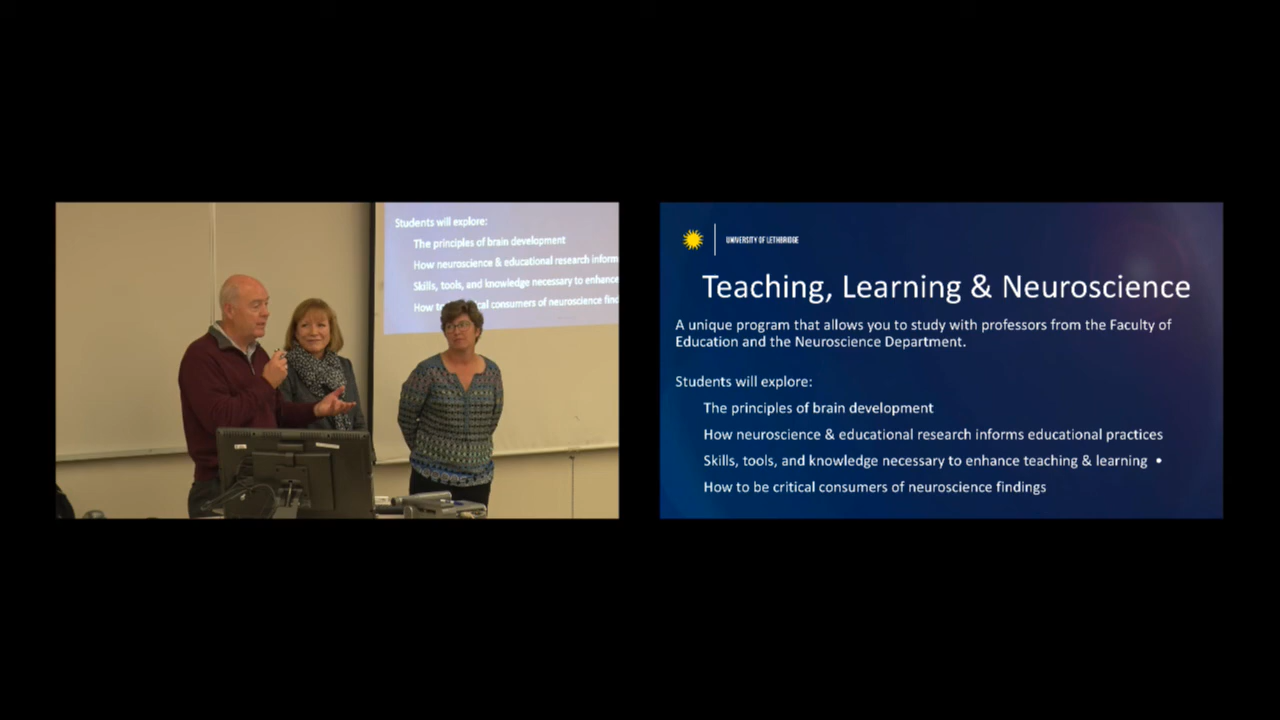 Students will explore:
The principles of brain development
How neuroscience & educational research inform
Skills, tools, and knowledge necessary to enhance
How to cal consumers of neuroscience find
UNIVERSITY OF LETHBRIDGE
Teaching, Learning & Neuroscience
A unique program that allows you to study with professors from the Faculty of
Education and the Neuroscience Department.
Students will explore:
The principles of brain development
How neuroscience & educational research informs educational practices
Skills, tools, and knowledge necessary to enhance teaching & learning •
How to be critical consumers of neuroscience findings